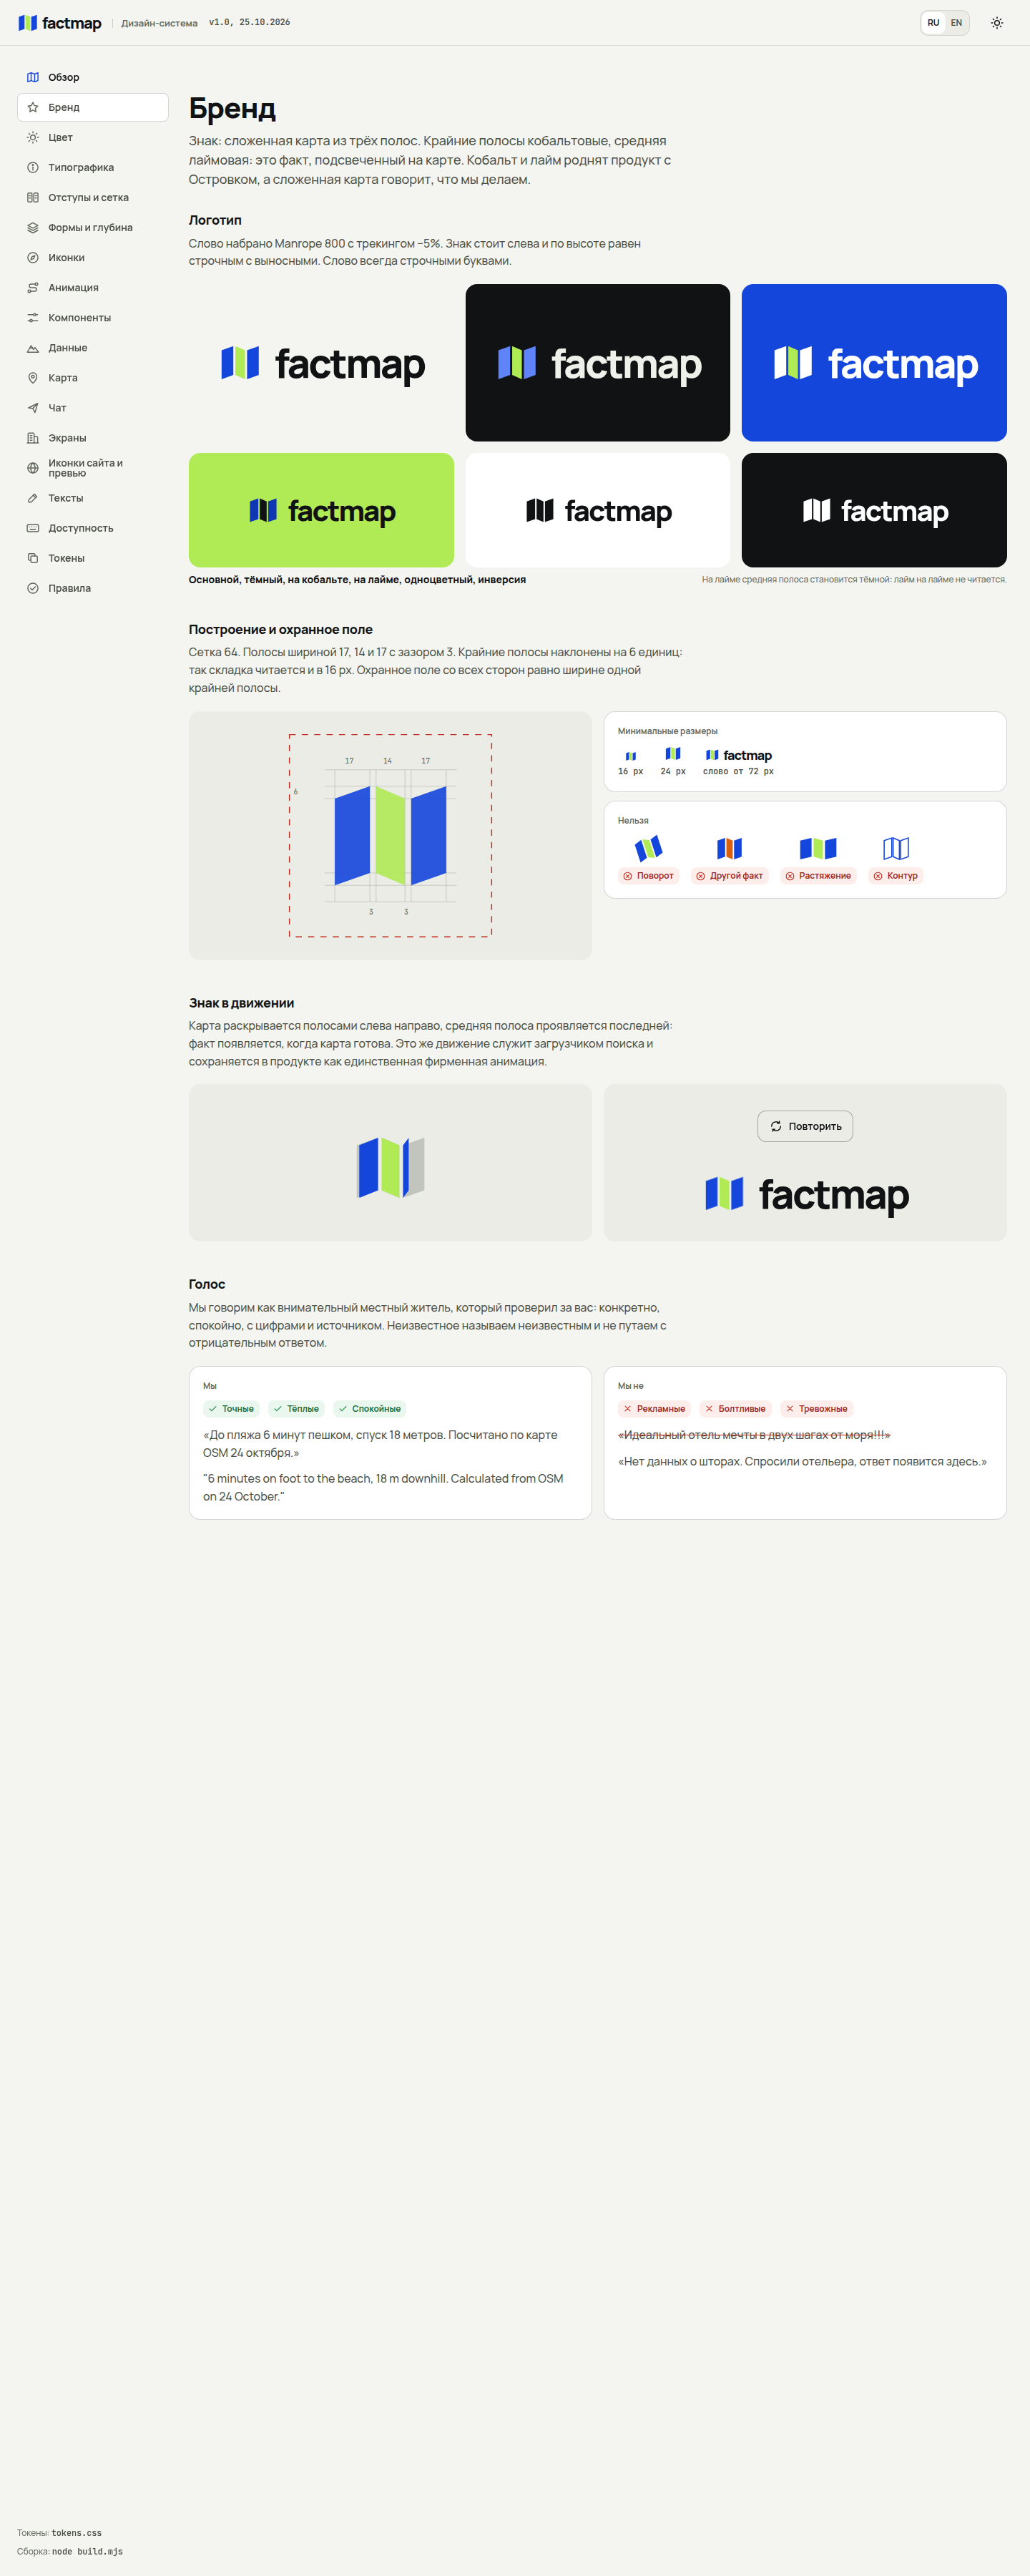 factmap
Дизайн-система
v1.0, 25.10.2026
RU
EN
Обзор
Бренд
Цвет
Типографика
Отступы и сетка
Формы и глубина
Иконки
Анимация
Компоненты
Данные
Карта
Чат
Экраны
Иконки сайта и
превью
Тексты
Доступность
Токены
Правила
Бренд
Знак: сложенная карта из трёх полос. Крайние полосы кобальтовые, средняя
лаймовая: это факт, подсвеченный на карте. Кобальт и лайм роднят продукт с
Островком, а сложенная карта говорит, что мы делаем.
Логотип
Слово набрано Manrope 800 с трекингом −5%. Знак стоит слева и по высоте равен
строчным с выносными. Слово всегда строчными буквами.
factmap
factmap
factmap
factmap
factmap
factmap
Основной, тёмный, на кобальте, на лайме, одноцветный, инверсия
На лайме средняя полоса становится тёмной: лайм на лайме не читается.
Построение и охранное поле
Сетка 64. Полосы шириной 17, 14 и 17 с зазором 3. Крайние полосы наклонены на 6 единиц:
так складка читается и в 16 px. Охранное поле со всех сторон равно ширине одной
крайней полосы.
17
14
17
6
3
3
Минимальные размеры
factmap
16 px
24 px
слово от 72 px
Нельзя
Поворот
Другой факт
Растяжение
Контур
Знак в движении
Карта раскрывается полосами слева направо, средняя полоса проявляется последней:
факт появляется, когда карта готова. Это же движение служит загрузчиком поиска и
сохраняется в продукте как единственная фирменная анимация.
Повторить
factmap
Голос
Мы говорим как внимательный местный житель, который проверил за вас: конкретно,
спокойно, с цифрами и источником. Неизвестное называем неизвестным и не путаем с
отрицательным ответом.
Мы
Точные
Тёплые
Спокойные
«До пляжа 6 минут пешком, спуск 18 метров. Посчитано по карте
OSM 24 октября.»
"6 minutes on foot to the beach, 18 m downhill. Calculated from OSM
on 24 October."
Мы не
Рекламные
Болтливые
Тревожные
«Идеальный отель мечты в двух шагах от моря!!!»
«Нет данных о шторах. Спросили отельера, ответ появится здесь.»
Токены: tokens.css
Сборка: node build.mjs